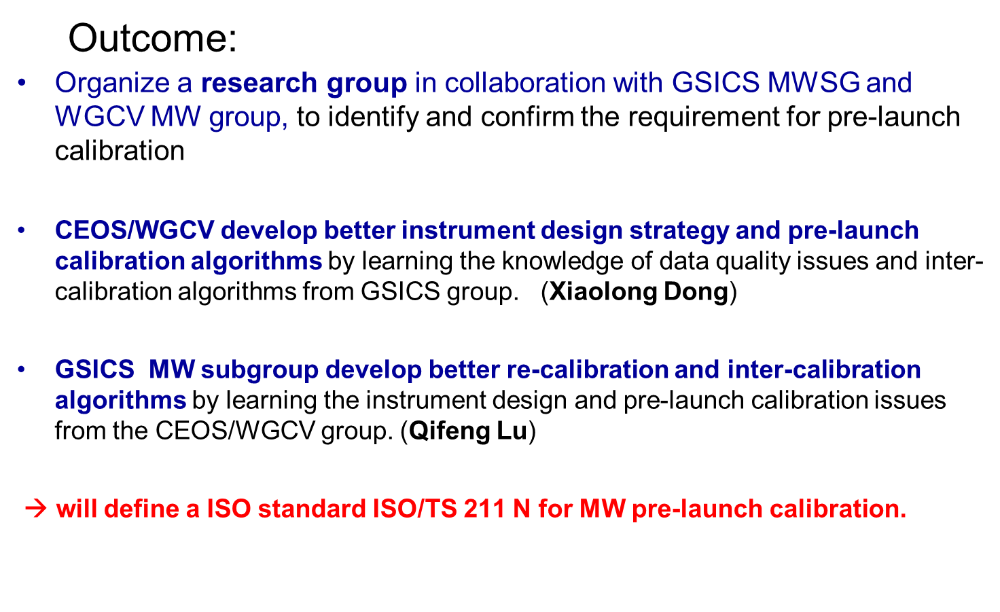 Outcome:
• Organize a research group in collaboration with GSICS MWSG and
WGCV MW group, to identify and confirm the requirement for pre-launch
calibration
• CEOS/WGCV develop better instrument design strategy and pre-launch
calibration algorithms by learning the knowledge of data quality issues and inter-
calibration algorithms from GSICS group. (Xiaolong Dong)
• GSICS MW subgroup develop better re-calibration and inter-calibration
algorithms by learning the instrument design and pre-launch calibration issues
from the CEOS/WGCV group. (Qifeng Lu)
→ will define a ISO standard ISO/TS 211 N for MW pre-launch calibration.